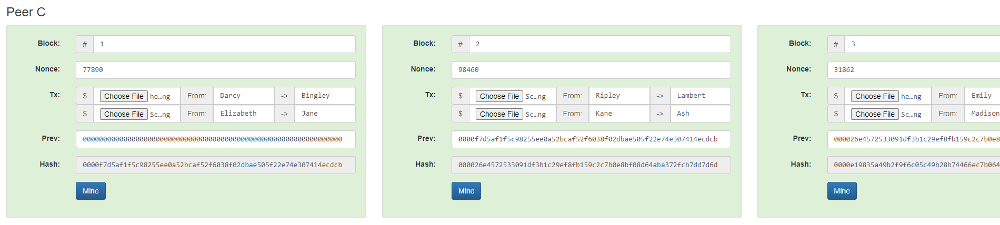 Peer C
Block: # 1
Nonce: 77890
Tx: $ Choose File he...ng From: Darcy -> Bingley
$ Choose File Sc...ng From: Elizabeth -> Jane
Prev: 0000000000000000000000000000000000000000000000000000000000000000
Hash: 0000f7d5af1f5c98255ee0a52bcaf52f6038f02dbae505f22e74e307414ecdcb
Mine
Block: # 2
Nonce: 98460
Tx: $ Choose File Sc...ng From: Ripley -> Lambert
$ Choose File Sc...ng From: Kane -> Ash
Prev: 0000f7d5af1f5c98255ee0a52bcaf52f6038f02dbae505f22e74e307414ecdcb
Hash: 000026e4572533091df3b1c29ef8fb159c2c7b0e8bf08d64aba372fcb7dd7d6d
Mine
Block: # 3
Nonce: 31862
Tx: $ Choose File he...ng From: Emily
$ Choose File Sc...ng From: Madison
Prev: 000026e4572533091df3b1c29ef8fb159c2c7b0e8
Hash: 0000e19835a49b2f9f6c05c49b28b74466ec7b064
Mine